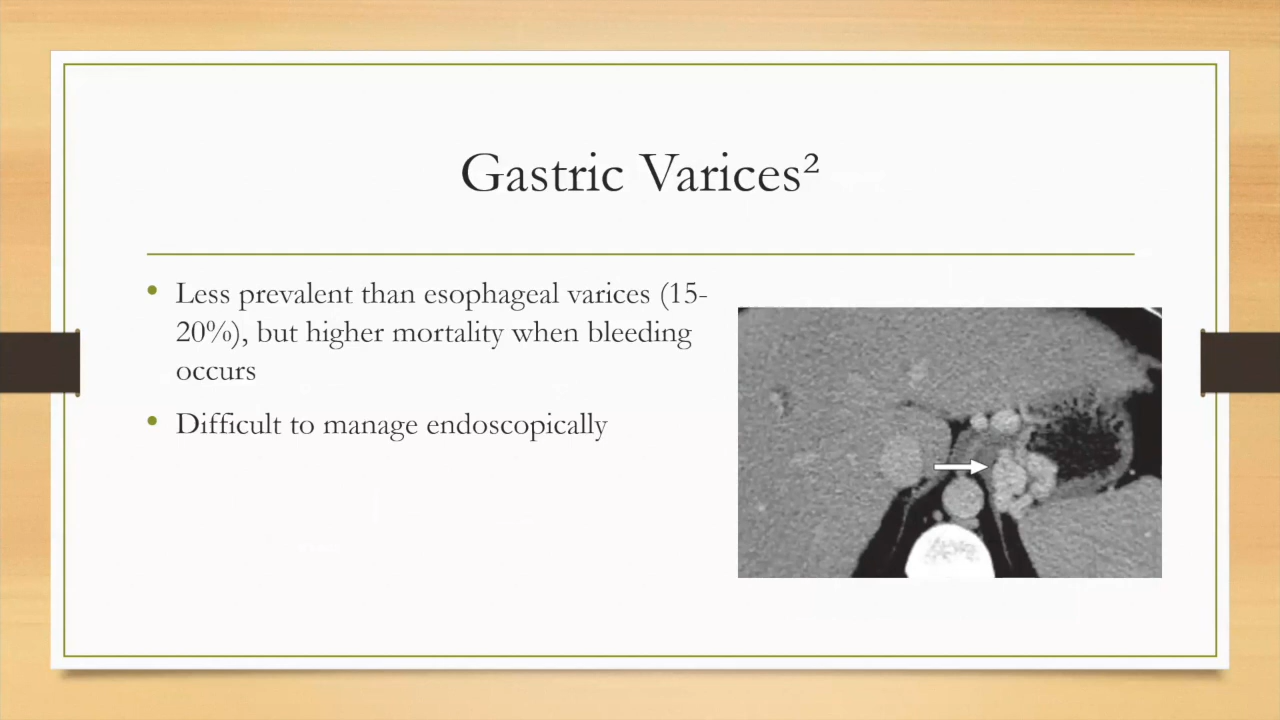 Gastric Varices²
• Less prevalent than esophageal varices (15-
20%), but higher mortality when bleeding
occurs
• Difficult to manage endoscopically